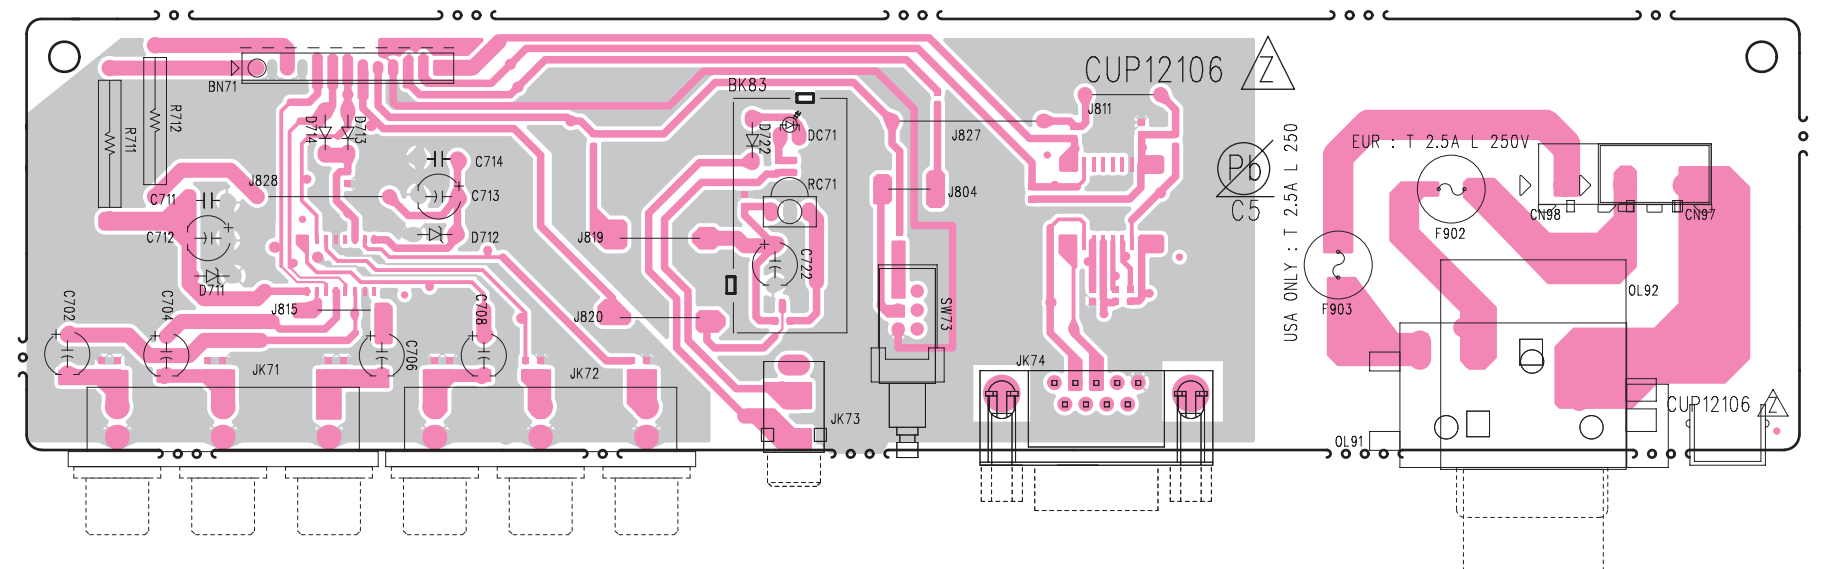 BN71
BK83
CUP12106
Z
R711
R712
D714
D713
C714
D722
DC71
J827
J811
EUR : T 2.5A L 250V
J828
C711
C713
RC71
J804
Pb
C5
USA ONLY : T 2.5A L 250
CN98
CN97
C712
D712
J819
F902
D711
C722
C702
C704
J815
C708
J820
SW73
F903
OL92
C706
JK71
JK72
JK74
JK73
CUP12106
Z
OL91